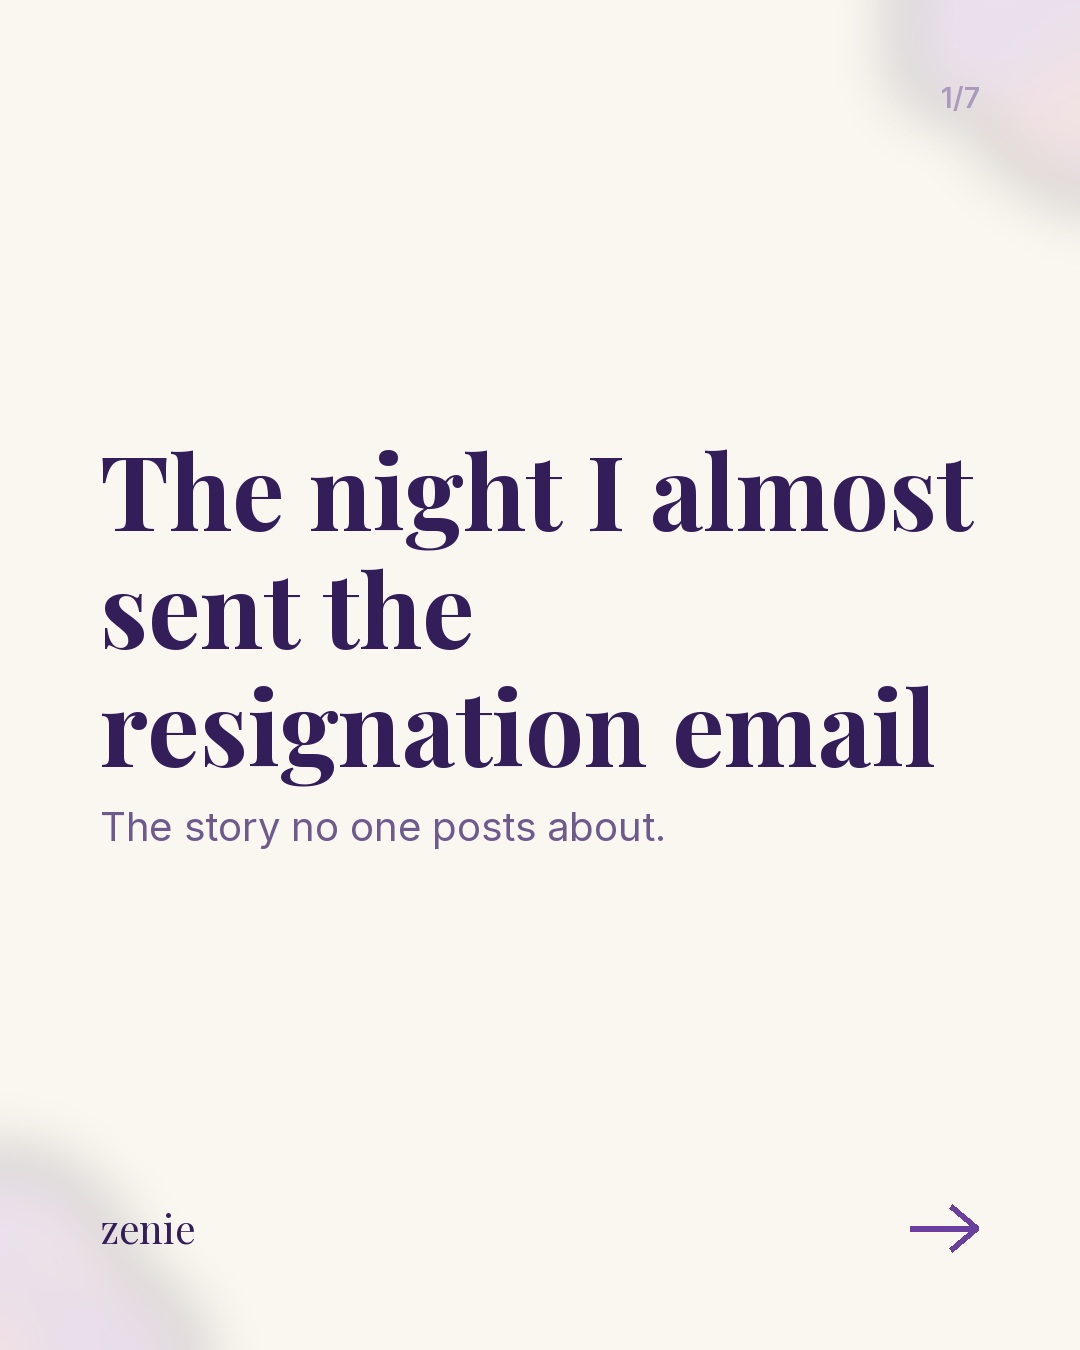 1/7
The night I almost
sent the
resignation email
The story no one posts about.
zenie